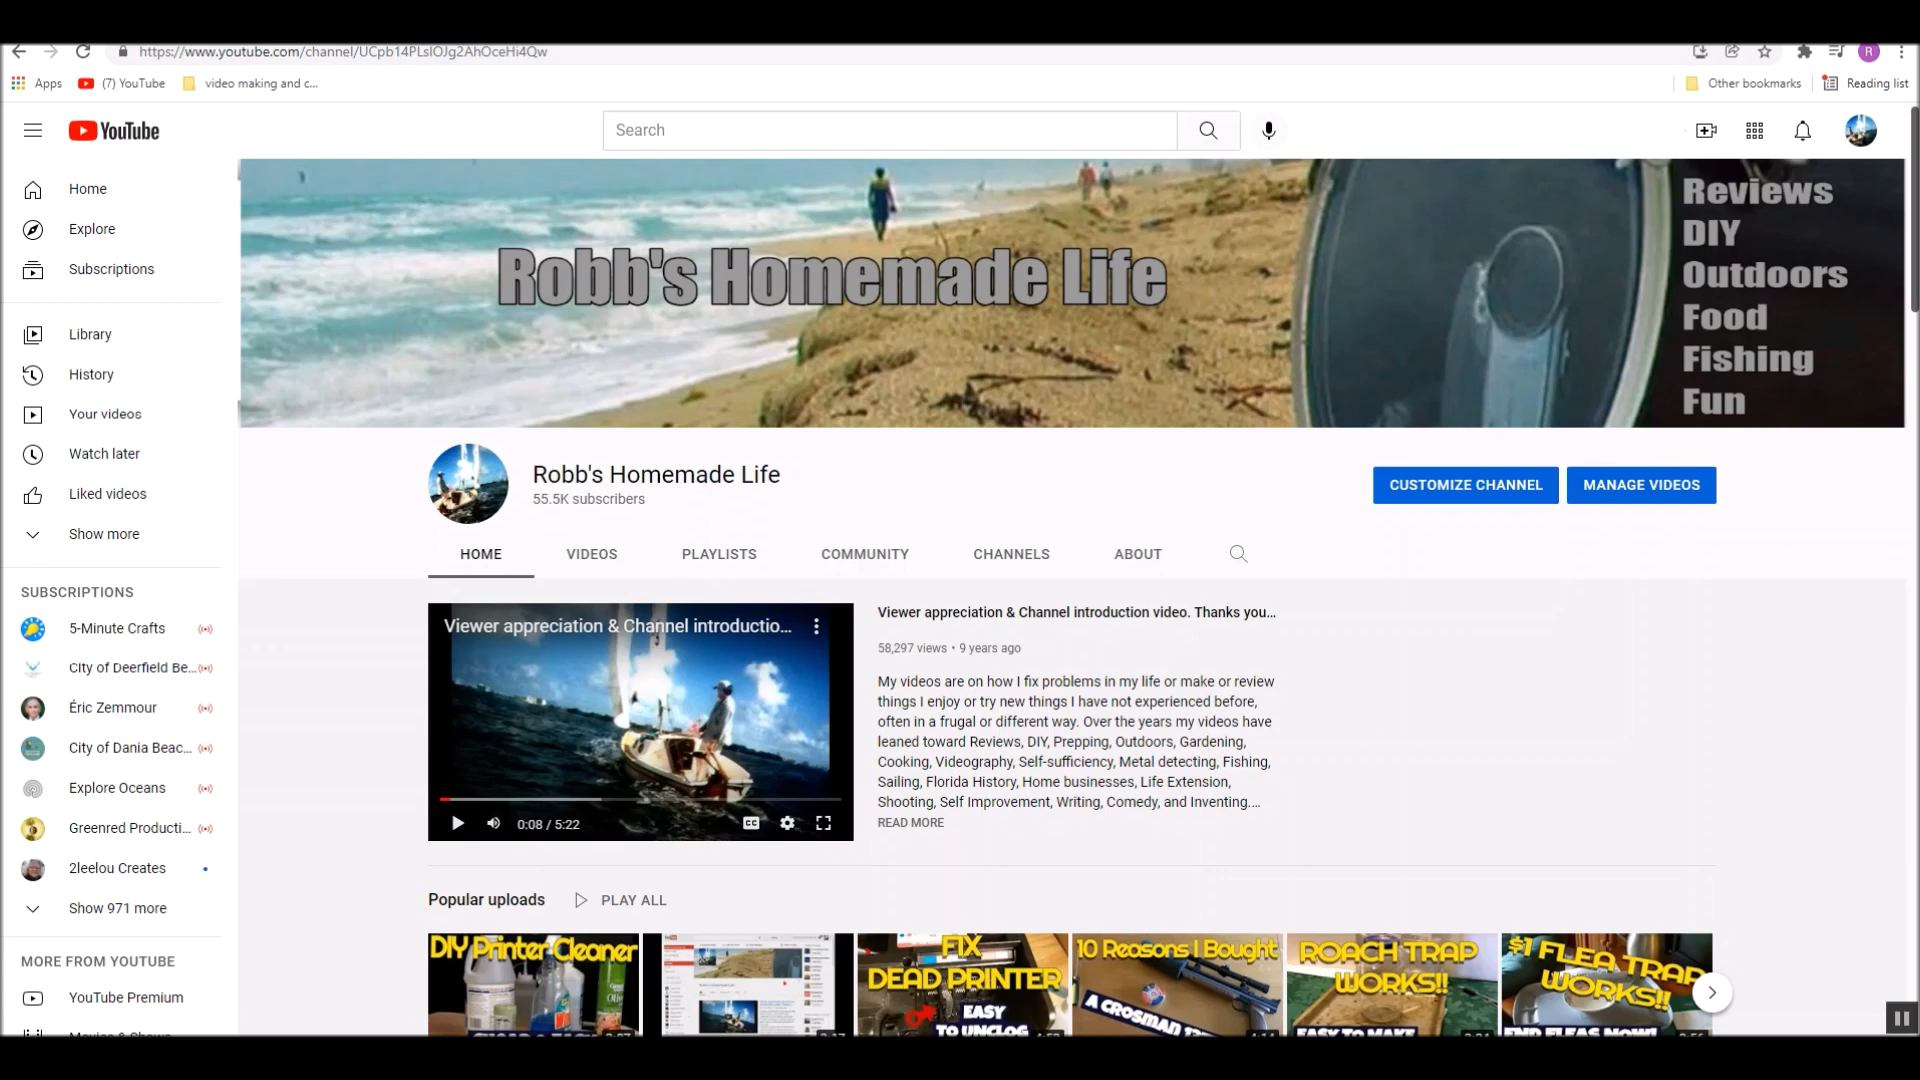 https://www.youtube.com/channel/UCpb14PLsIOJg2AhOceHi4Qw
R
Apps
(7) YouTube
video making and c...
Other bookmarks
Reading list
YouTube
Search
Home
Explore
Subscriptions
Library
History
Your videos
Watch later
Liked videos
Show more
SUBSCRIPTIONS
5-Minute Crafts
City of Deerfield Be...
Éric Zemmour
City of Dania Beac...
Explore Oceans
Greenred Producti...
2leelou Creates
Show 971 more
MORE FROM YOUTUBE
YouTube Premium
Robb's Homemade Life
Reviews
DIY
Outdoors
Food
Fishing
Fun
Robb's Homemade Life
55.5K subscribers
CUSTOMIZE CHANNEL
MANAGE VIDEOS
HOME
VIDEOS
PLAYLISTS
COMMUNITY
CHANNELS
ABOUT
Viewer appreciation & Channel introductio...
CC
0:08 / 5:22
Viewer appreciation & Channel introduction video. Thanks you...
58,297 views • 9 years ago
My videos are on how I fix problems in my life or make or review
things I enjoy or try new things I have not experienced before,
often in a frugal or different way. Over the years my videos have
leaned toward Reviews, DIY, Prepping, Outdoors, Gardening,
Cooking, Videography, Self-sufficiency, Metal detecting, Fishing,
Sailing, Florida History, Home businesses, Life Extension,
Shooting, Self Improvement, Writing, Comedy, and Inventing....
READ MORE
Popular uploads
PLAY ALL
DIY Printer Cleaner
FIX
DEAD PRINTER
EASY
TO UNCLOG
10 Reasons I Bought
A CROSMAN
ROACH TRAP
WORKS!!
EASY TO MAKE
$1 FLEA TRAP
WORKS!!
END FLEAS NOW!